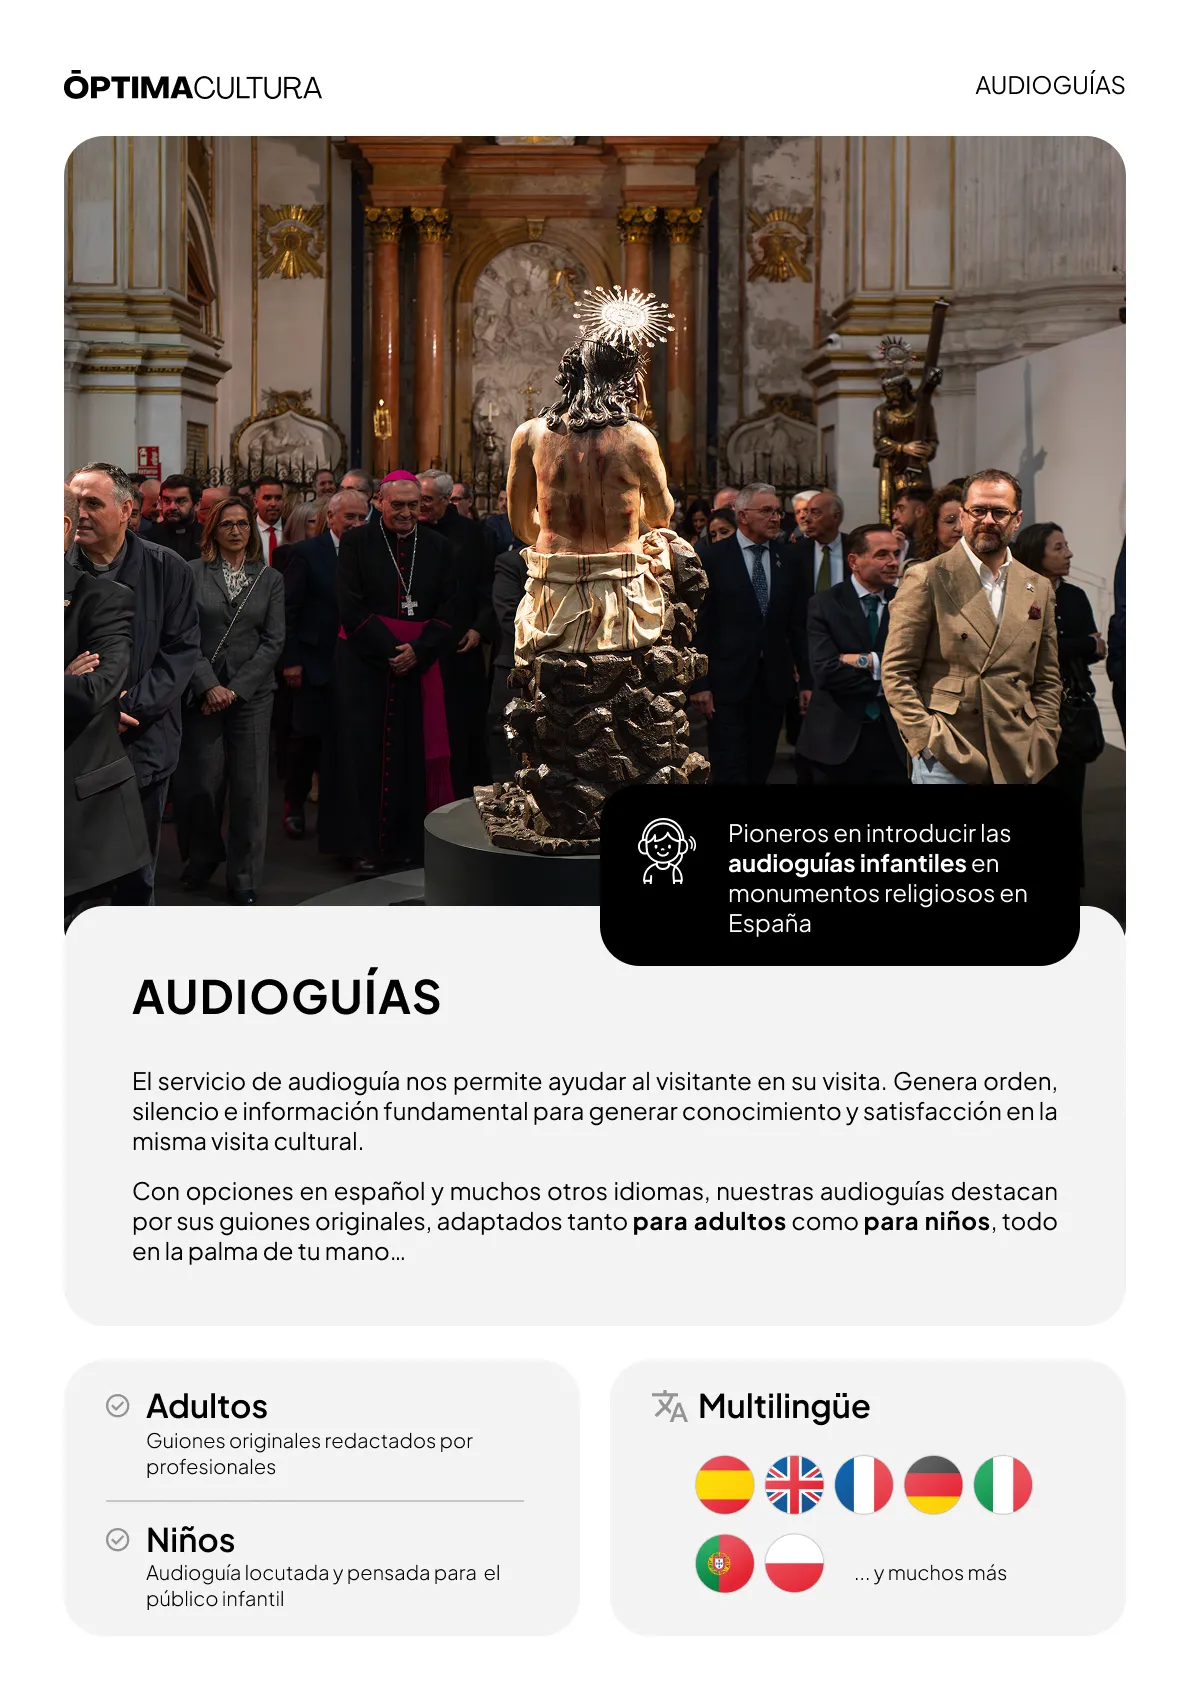 ŌPTIMACULTURA
AUDIOGUÍAS
Pioneros en introducir las
audioguías infantiles en
monumentos religiosos en
España
AUDIOGUÍAS
El servicio de audioguía nos permite ayudar al visitante en su visita. Genera orden,
silencio e información fundamental para generar conocimiento y satisfacción en la
misma visita cultural.
Con opciones en español y muchos otros idiomas, nuestras audioguías destacan
por sus guiones originales, adaptados tanto para adultos como para niños, todo
en la palma de tu mano...
Adultos
Guiones originales redactados por
profesionales
Niños
Audioguía locutada y pensada para el
público infantil
Multilingüe
... y muchos más